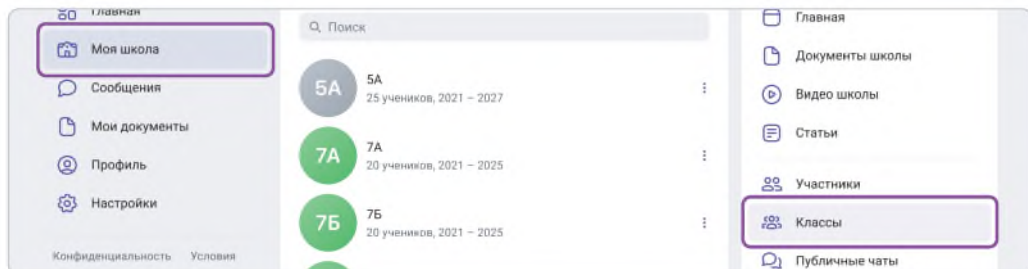 Главная
Моя школа
Сообщения
Мои документы
Профиль
Настройки
Конфиденциальность Условия
Поиск
5А
5А
25 учеников, 2021 – 2027
7А
7А
20 учеников, 2021 – 2025
7Б
7Б
20 учеников, 2021 – 2025
Главная
Документы школы
Видео школы
Статьи
Участники
Классы
Публичные чаты